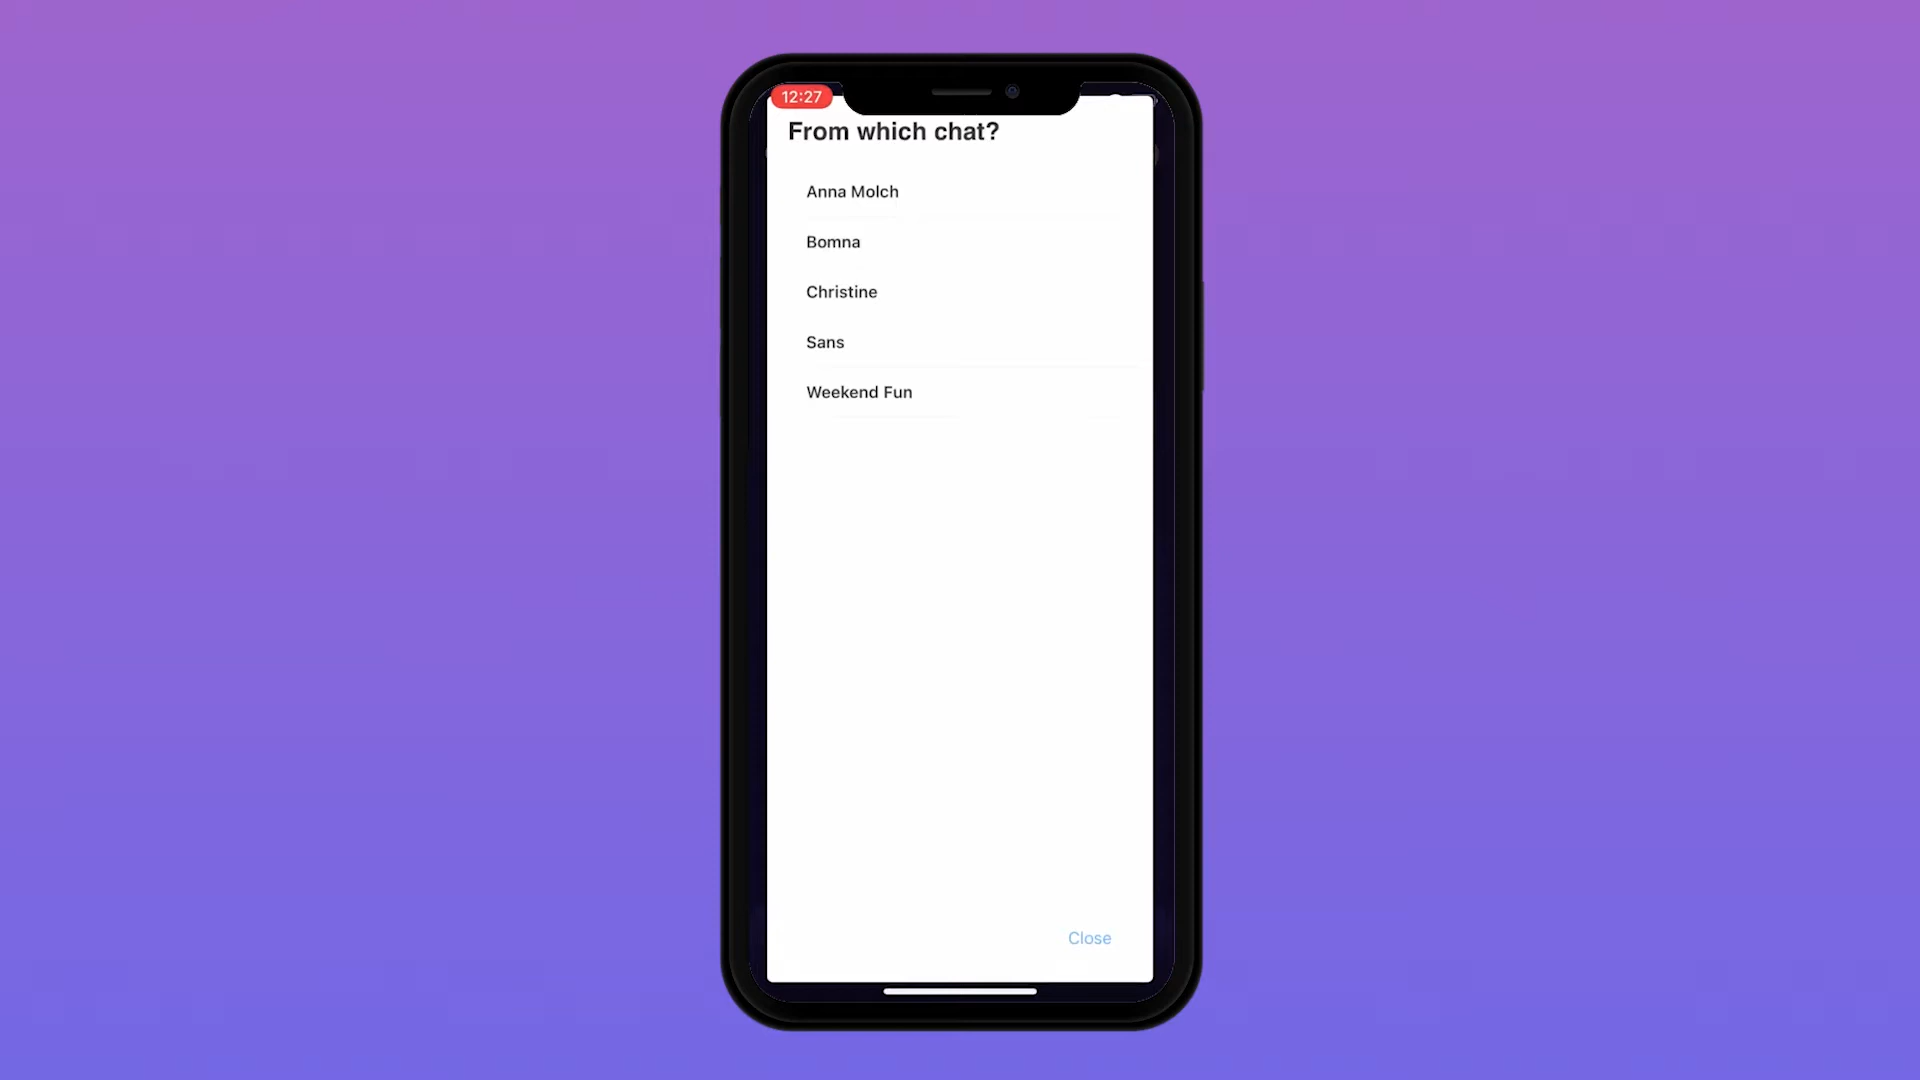 12:27
From which chat?
Anna Molch
Bomna
Christine
Sans
Weekend Fun
Close